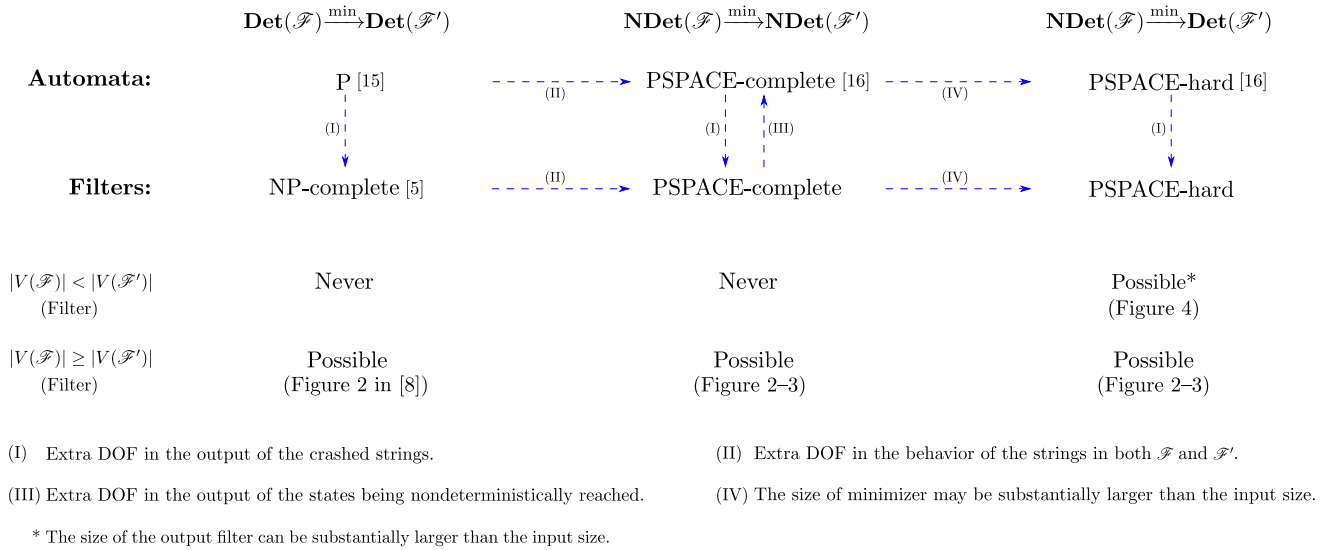 Det(ℱ) —min→ Det(ℱ′) NDet(ℱ) —min→ NDet(ℱ′) NDet(ℱ) —min→ Det(ℱ′)
Automata: P [15] (II) PSPACE-complete [16] (IV) PSPACE-hard [16]
(I) (I) (III) (I)
Filters: NP-complete [5] (II) PSPACE-complete (IV) PSPACE-hard
|V(ℱ)| < |V(ℱ′)| Never Never Possible*
(Filter) (Figure 4)
|V(ℱ)| ≥ |V(ℱ′)| Possible Possible Possible
(Filter) (Figure 2 in [8]) (Figure 2–3) (Figure 2–3)
(I) Extra DOF in the output of the crashed strings. (II) Extra DOF in the behavior of the strings in both ℱ and ℱ′.
(III) Extra DOF in the output of the states being nondeterministically reached. (IV) The size of minimizer may be substantially larger than the input size.
* The size of the output filter can be substantially larger than the input size.